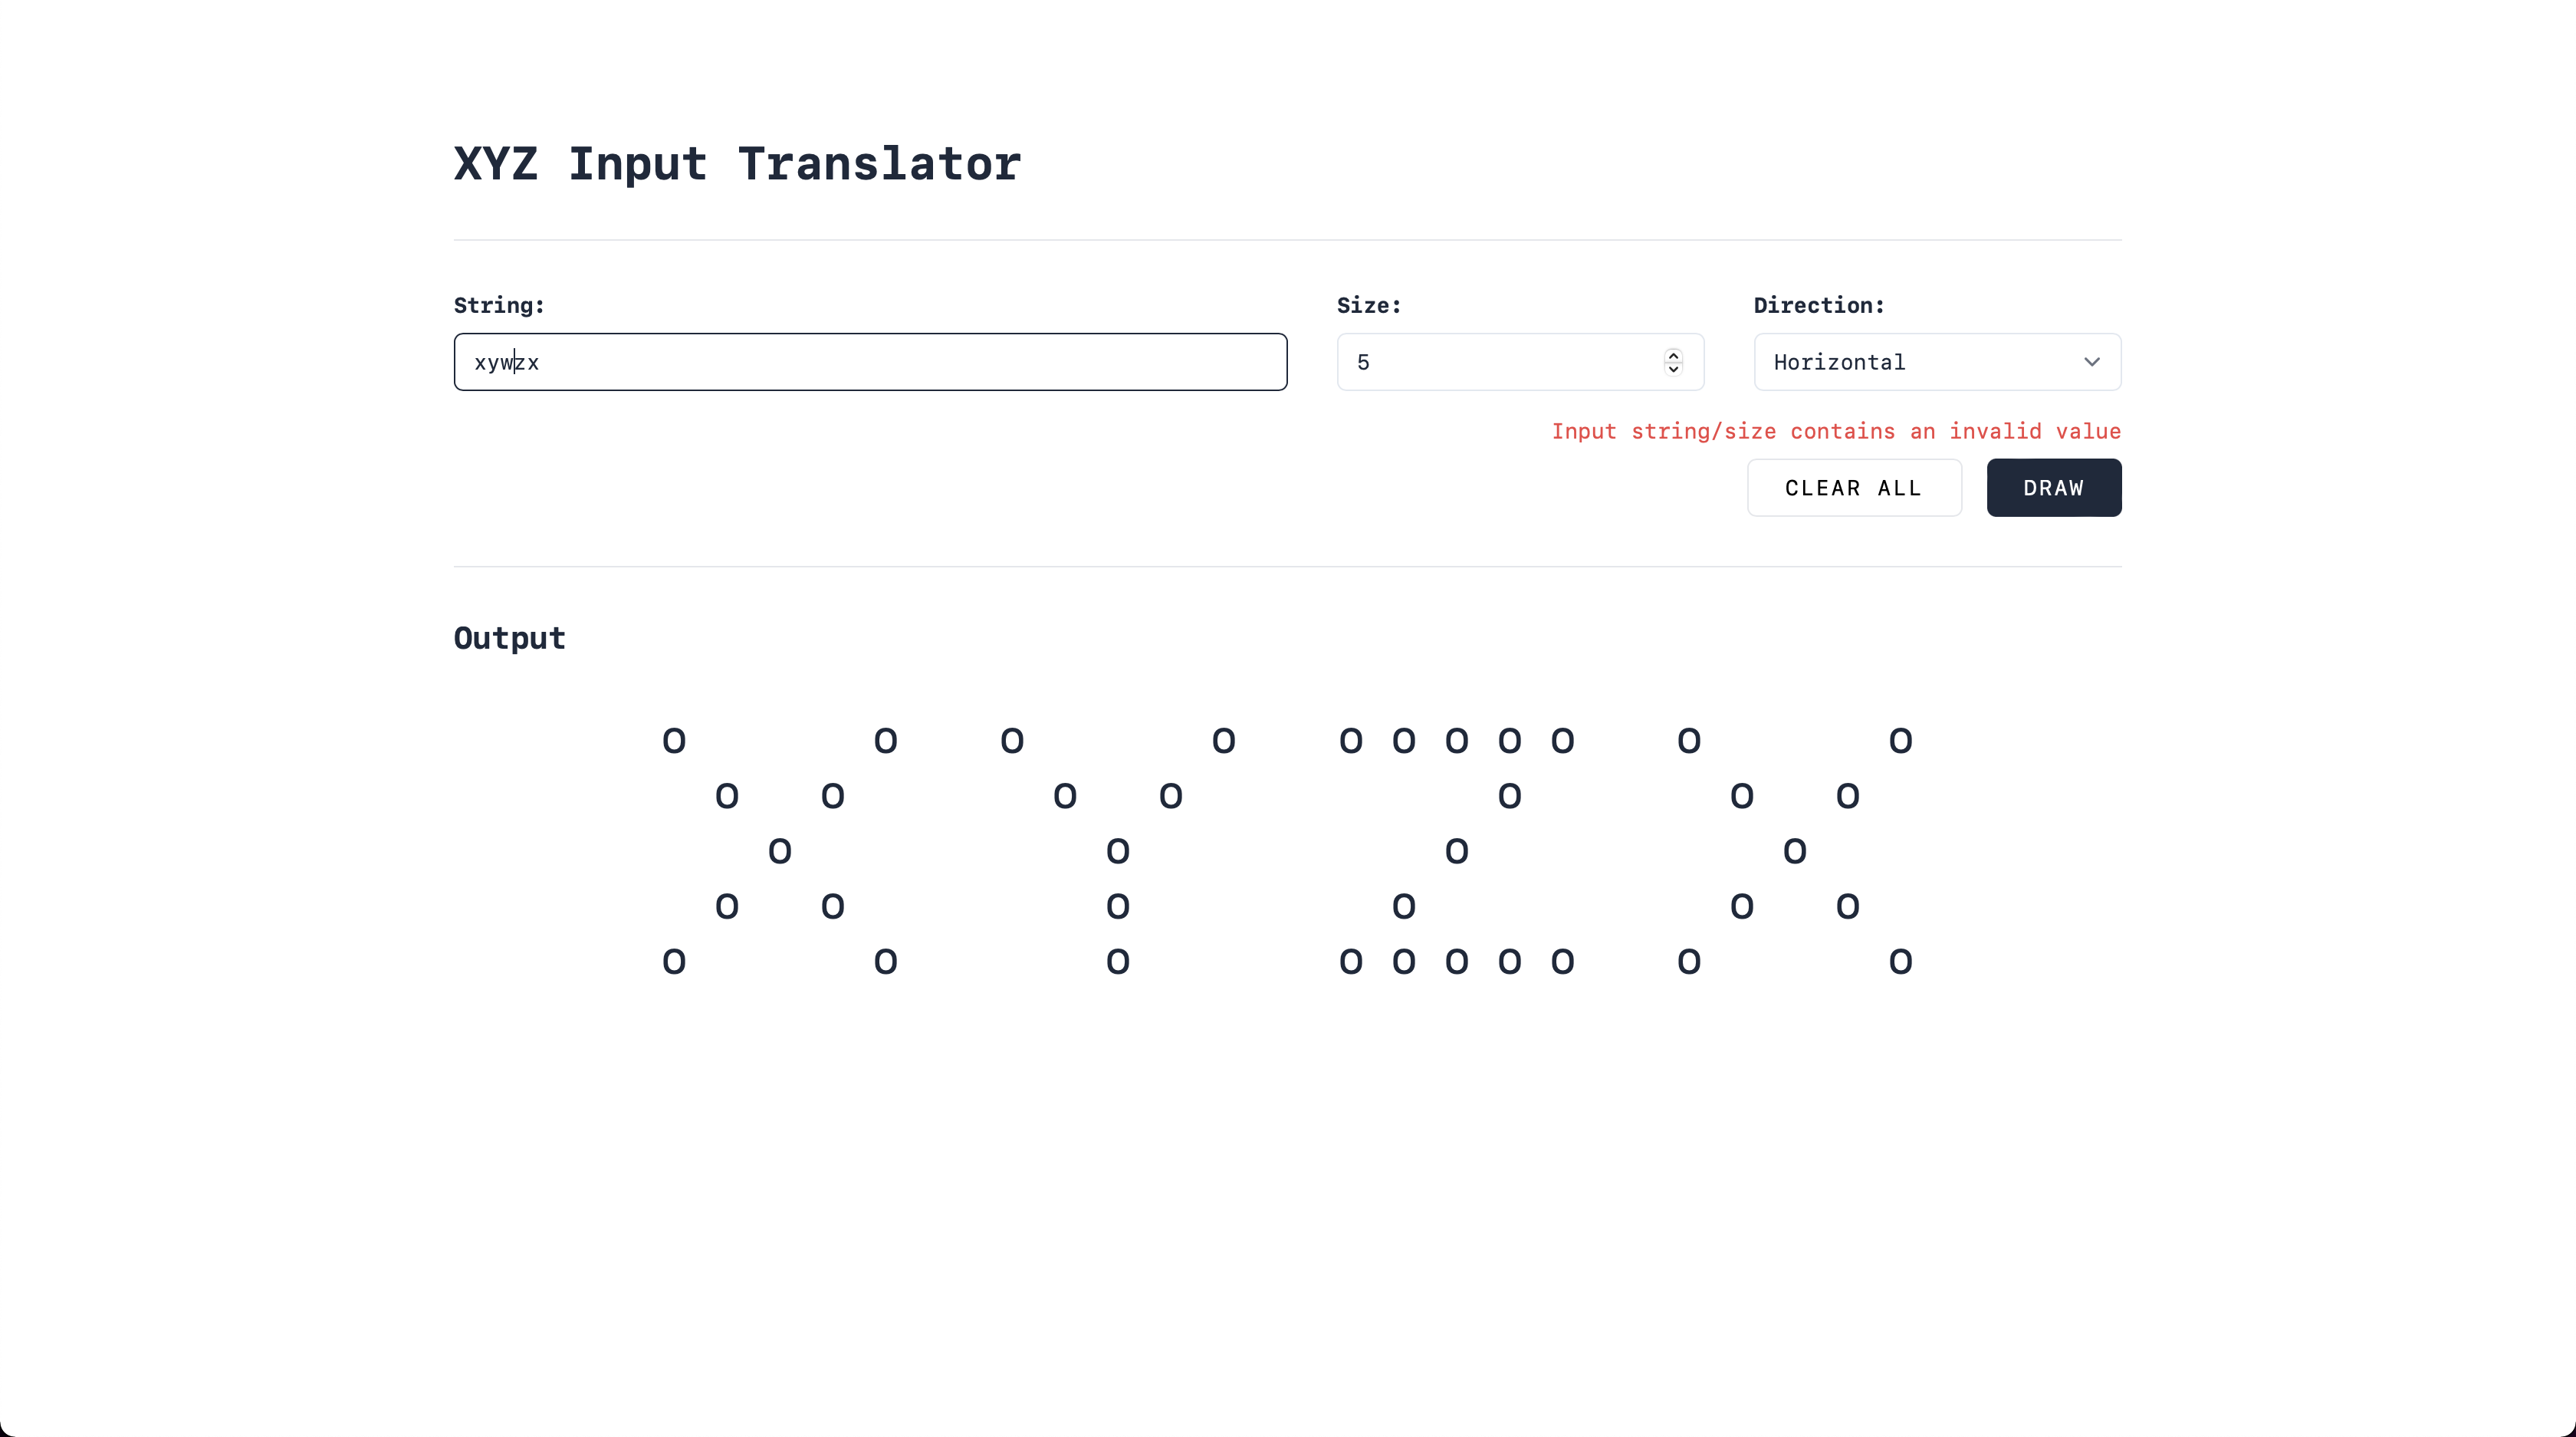 XYZ Input Translator
String: Size: Direction:
xywzx 5 Horizontal
Input string/size contains an invalid value
CLEAR ALL DRAW
Output
o       o    o       o    o o o o o    o       o
  o   o        o   o            o        o   o
    o            o            o            o
  o   o          o          o            o   o
o       o        o        o o o o o    o       o